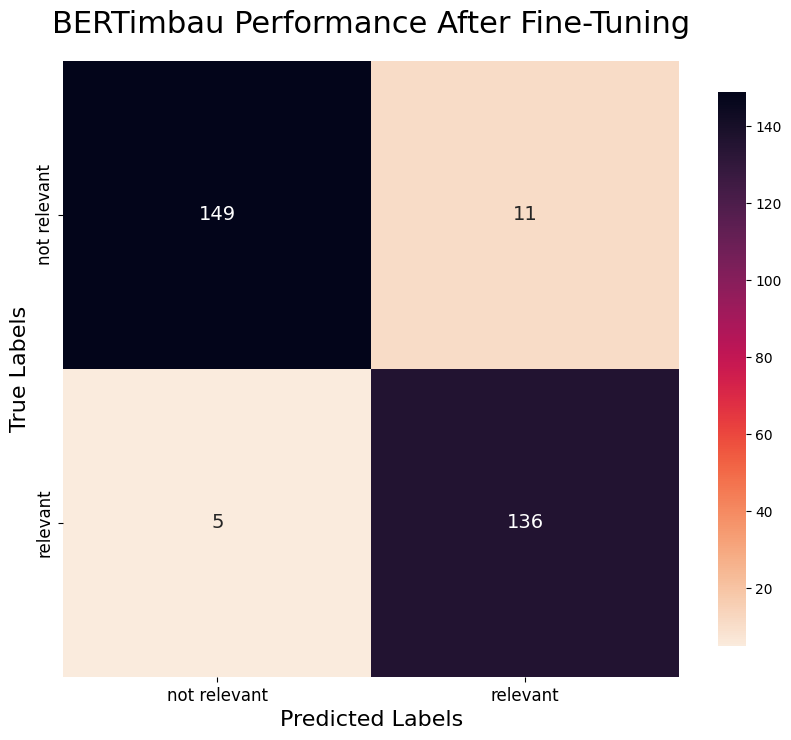 BERTimbau Performance After Fine-Tuning
True Labels
not relevant
relevant
149
11
5
136
not relevant
relevant
Predicted Labels
140
120
100
80
60
40
20